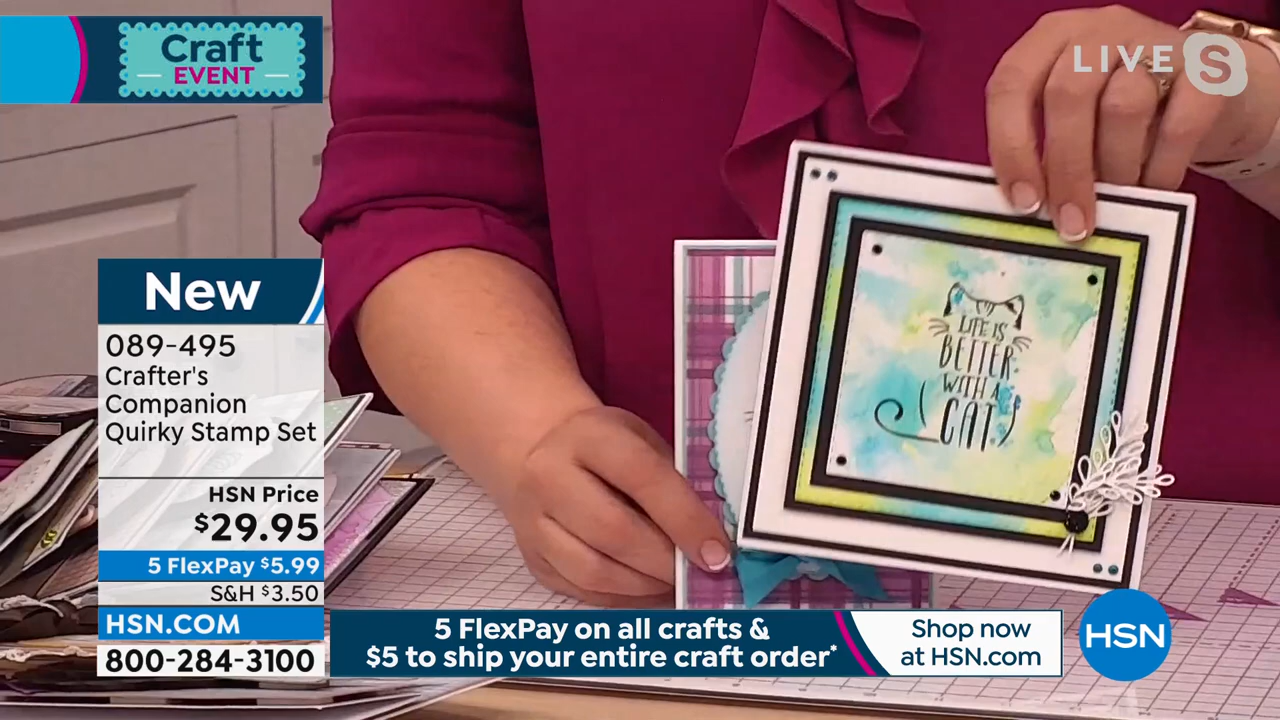 Craft
EVENT
LIVE S
New
089-495
Crafter's
Companion
Quirky Stamp Set
HSN Price
$29.95
5 FlexPay $5.99
S&H $3.50
HSN.COM
800-284-3100
LIFE IS
BETTER
WITH A
CAT.
5 FlexPay on all crafts &
$5 to ship your entire craft order*
Shop now
at HSN.com
HSN